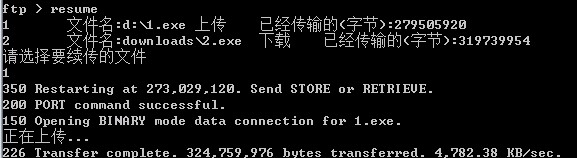 ftp > resume
1 文件名:d:\1.exe 上传 已经传输的(字节):279505920
2 文件名:downloads\2.exe 下载 已经传输的(字节):319739954
请选择要续传的文件
1
350 Restarting at 273,029,120. Send STORE or RETRIEVE.
200 PORT command successful.
150 Opening BINARY mode data connection for 1.exe.
正在上传...
226 Transfer complete. 324,759,976 bytes transferred. 4,782.38 KB/sec.